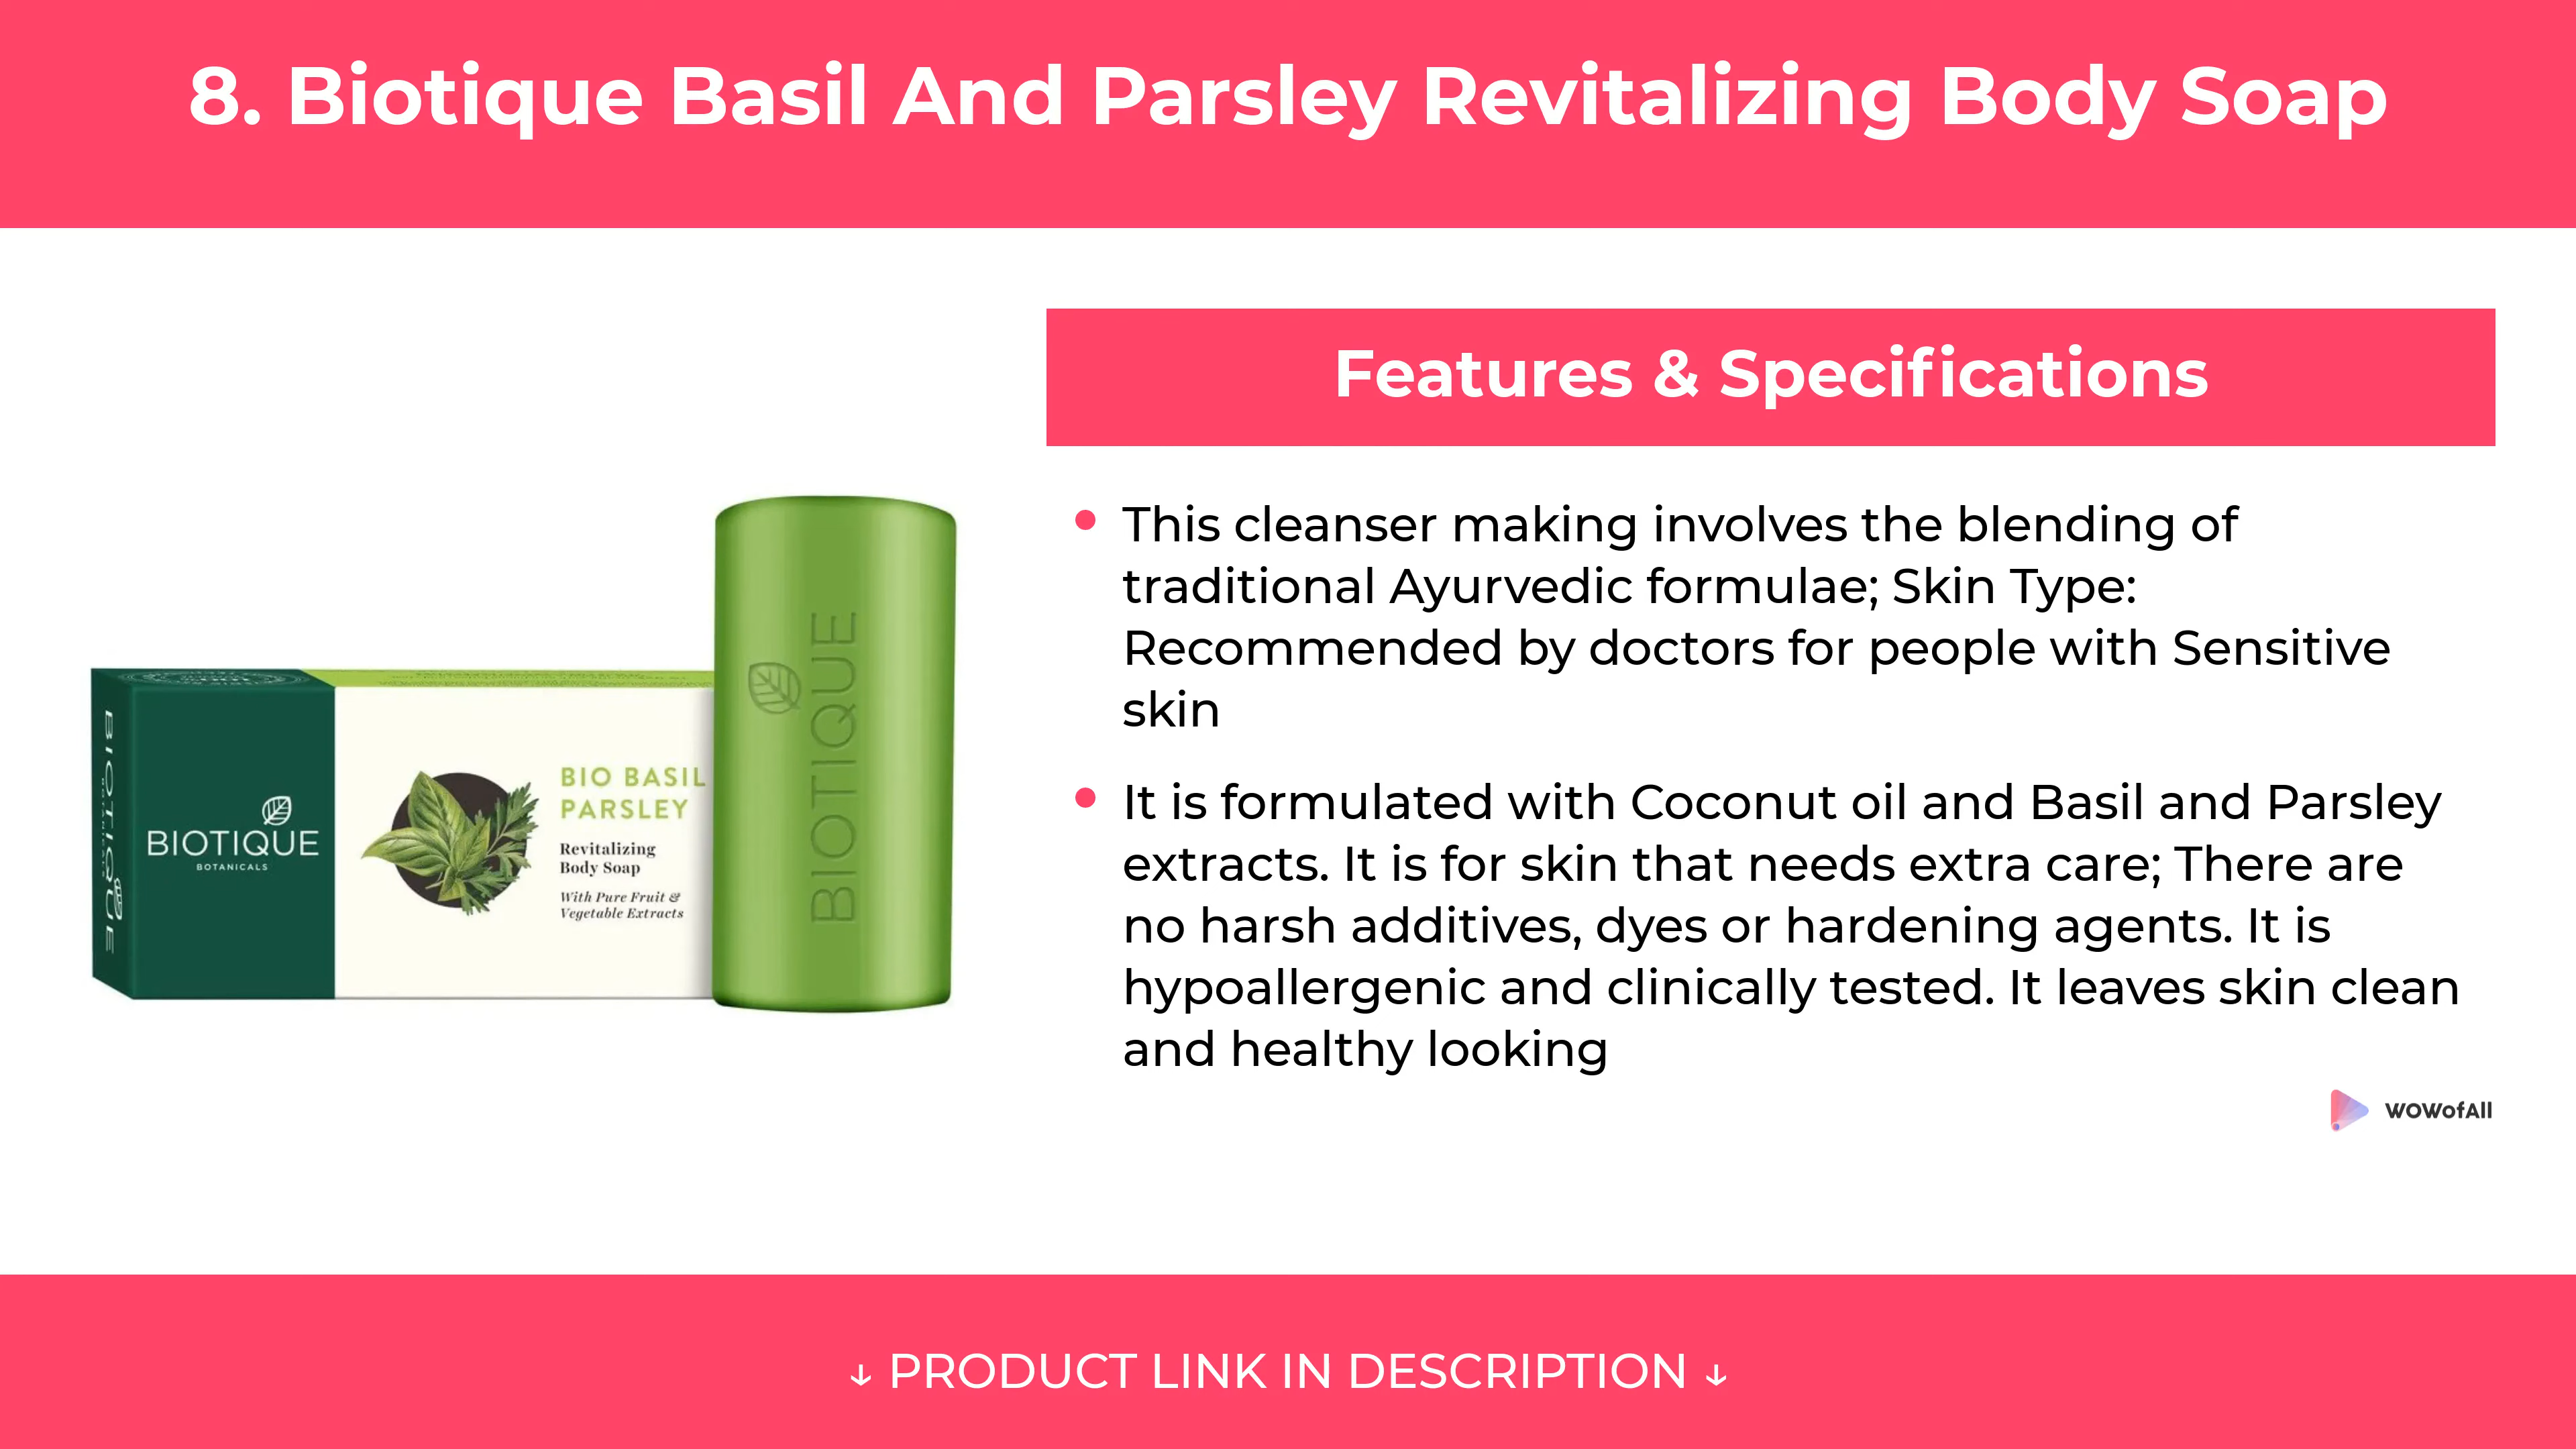 8. Biotique Basil And Parsley Revitalizing Body Soap
Features & Specifications
This cleanser making involves the blending of
traditional Ayurvedic formulae; Skin Type:
Recommended by doctors for people with Sensitive
skin
It is formulated with Coconut oil and Basil and Parsley
extracts. It is for skin that needs extra care; There are
no harsh additives, dyes or hardening agents. It is
hypoallergenic and clinically tested. It leaves skin clean
and healthy looking
BIOTIQUE
BIOTIQUE
BOTANICALS
BIO BASIL
PARSLEY
Revitalizing
Body Soap
With Pure Fruit &
Vegetable Extracts
BIOTIQUE
WOWofAll
↓ PRODUCT LINK IN DESCRIPTION ↓